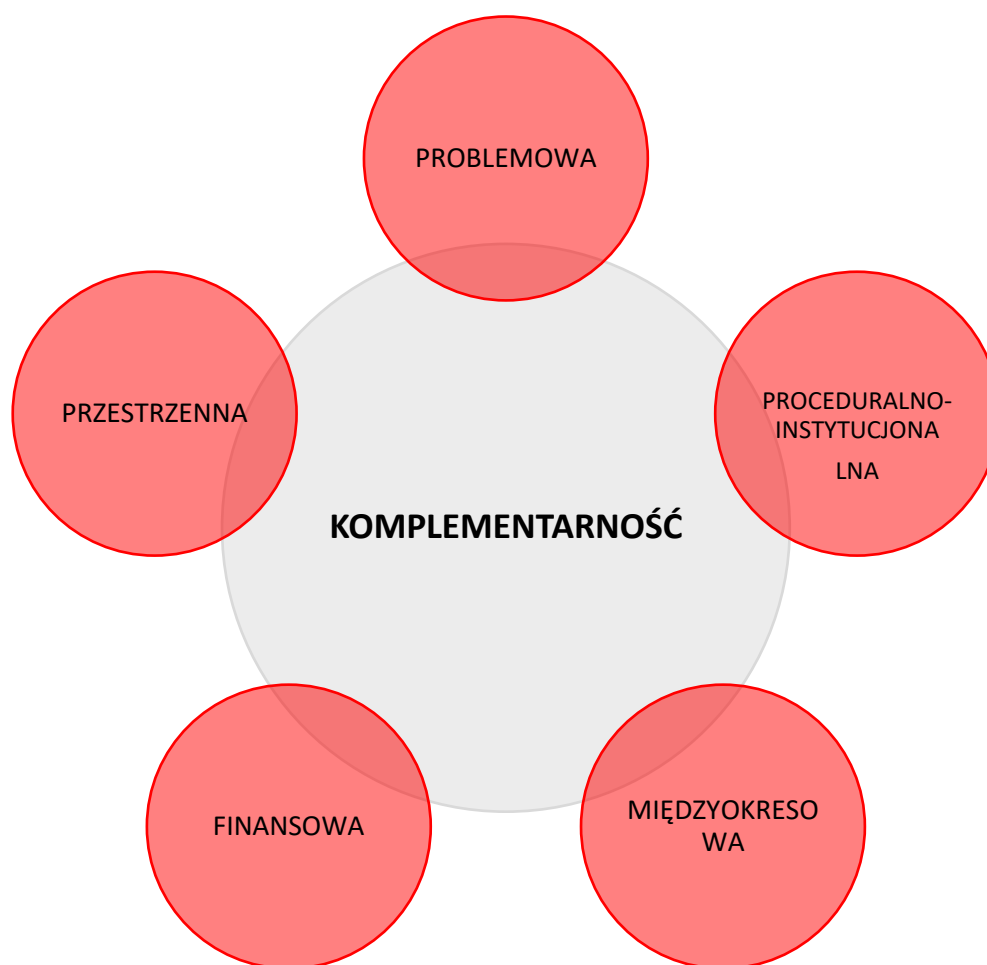 PROBLEMOWA
PRZESTRZENNA
PROCEDURALNO-
INSTYTUCJONA
LNA
KOMPLEMENTARNOŚĆ
FINANSOWA
MIĘDZYOKRESO
WA